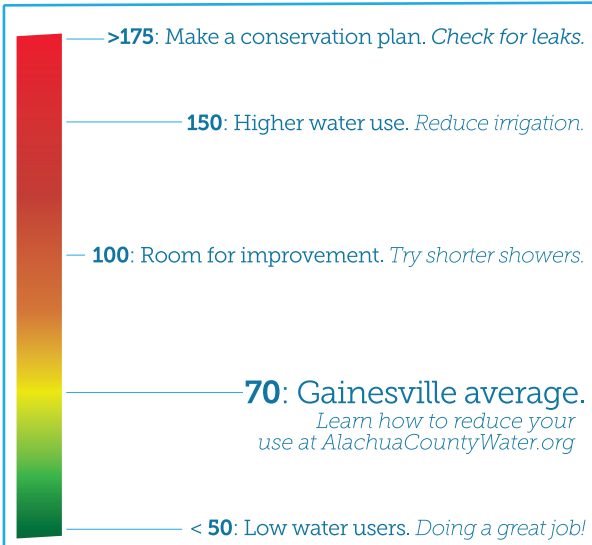 >175: Make a conservation plan. Check for leaks.
150: Higher water use. Reduce irrigation.
100: Room for improvement. Try shorter showers.
70: Gainesville average.
Learn how to reduce your
use at AlachuaCountyWater.org
< 50: Low water users. Doing a great job!